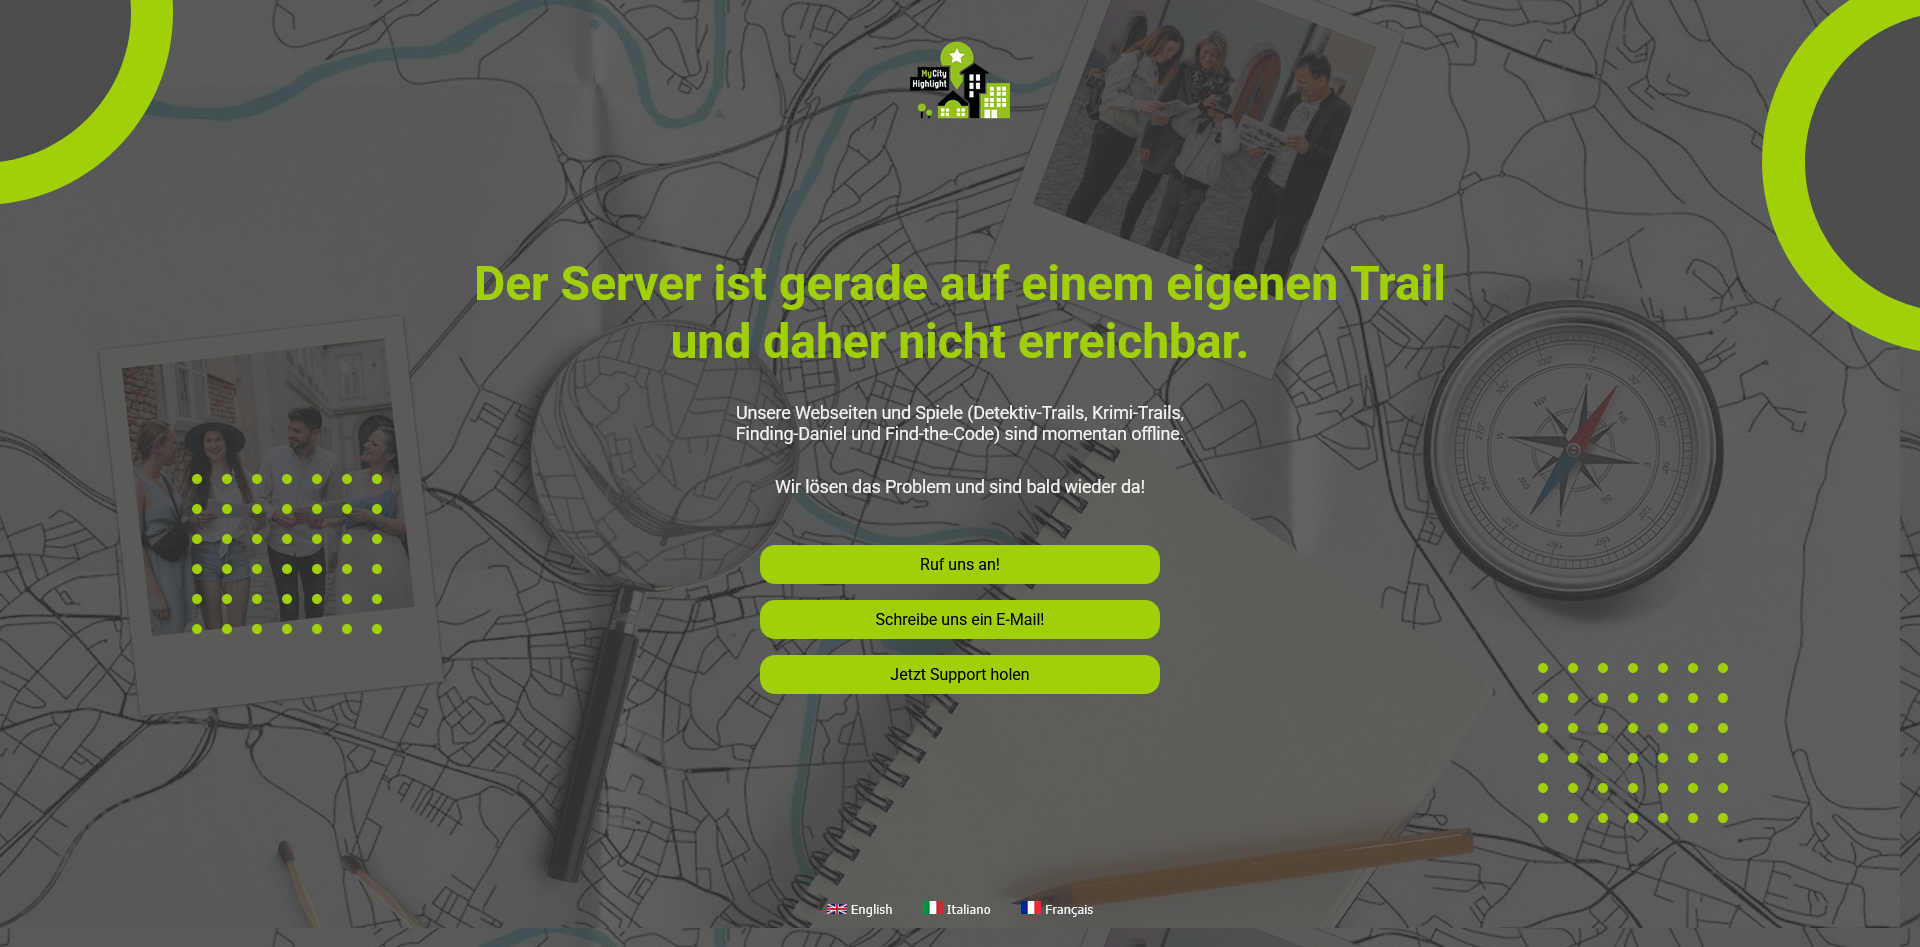 MyCity
Highlight
Der Server ist gerade auf einem eigenen Trail
und daher nicht erreichbar.
Unsere Webseiten und Spiele (Detektiv-Trails, Krimi-Trails,
Finding-Daniel und Find-the-Code) sind momentan offline.
Wir lösen das Problem und sind bald wieder da!
Ruf uns an!
Schreibe uns ein E-Mail!
Jetzt Support holen
English
Italiano
Français